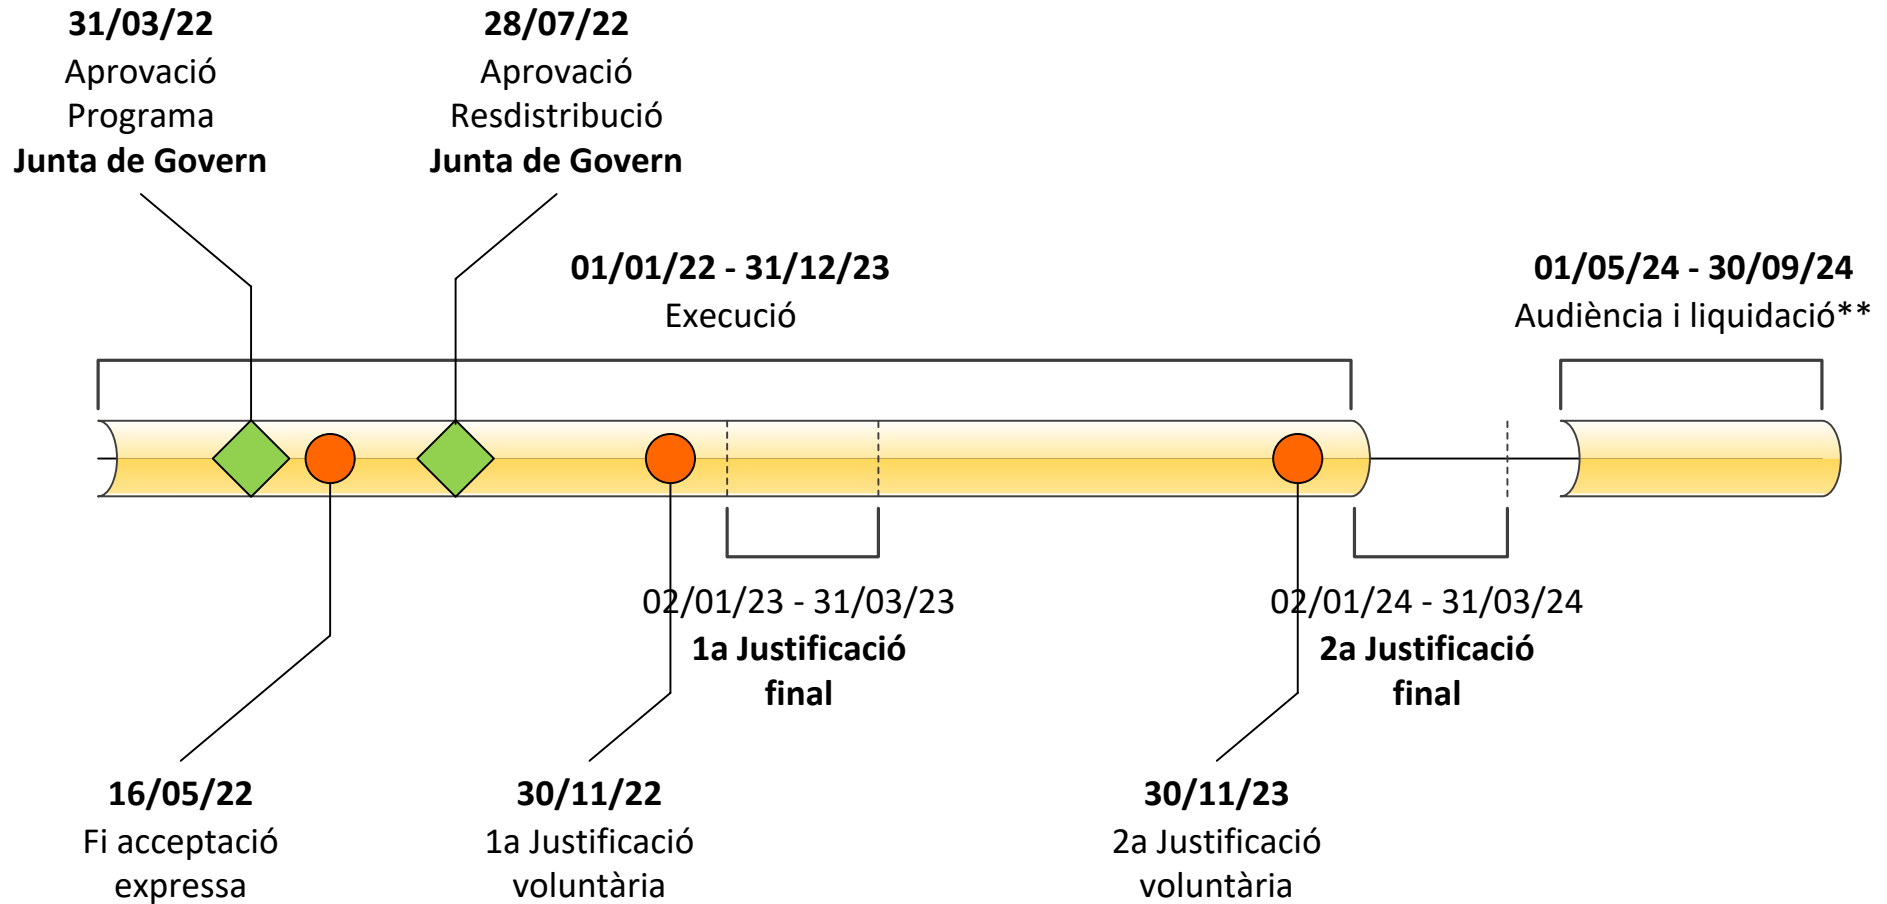 31/03/22
Aprovació
Programa
Junta de Govern
28/07/22
Aprovació
Resdistribució
Junta de Govern
01/01/22 - 31/12/23
Execució
01/05/24 - 30/09/24
Audiència i liquidació**
02/01/23 - 31/03/23
1a Justificació
final
02/01/24 - 31/03/24
2a Justificació
final
16/05/22
Fi acceptació
expressa
30/11/22
1a Justificació
voluntària
30/11/23
2a Justificació
voluntària